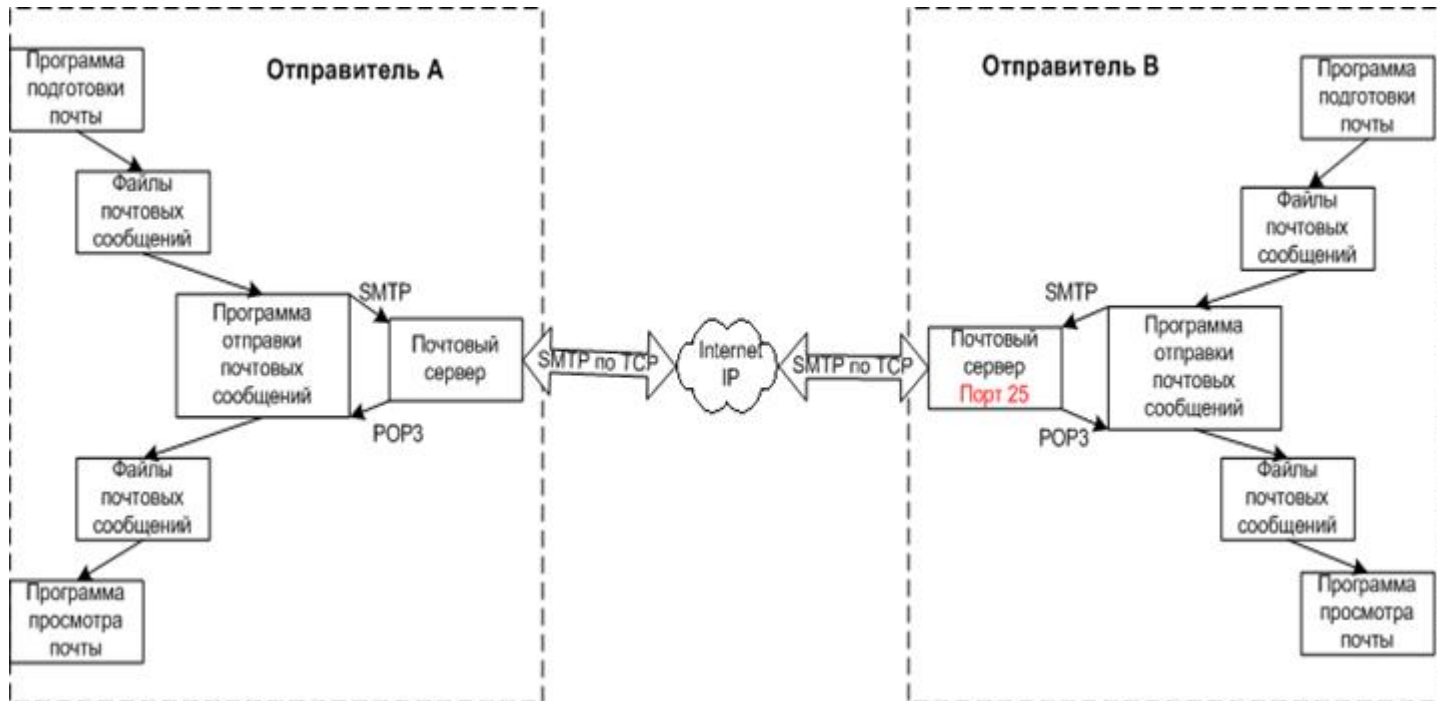 Отправитель А
Программа
подготовки
почты
Файлы
почтовых
сообщений
SMTP
Программа
отправки
почтовых
сообщений
Почтовый
сервер
POP3
Файлы
почтовых
сообщений
Программа
просмотра
почты
SMTP по TCP
Internet
IP
SMTP по TCP
Отправитель В
Программа
подготовки
почты
Файлы
почтовых
сообщений
SMTP
Почтовый
сервер
Порт 25
Программа
отправки
почтовых
сообщений
POP3
Файлы
почтовых
сообщений
Программа
просмотра
почты